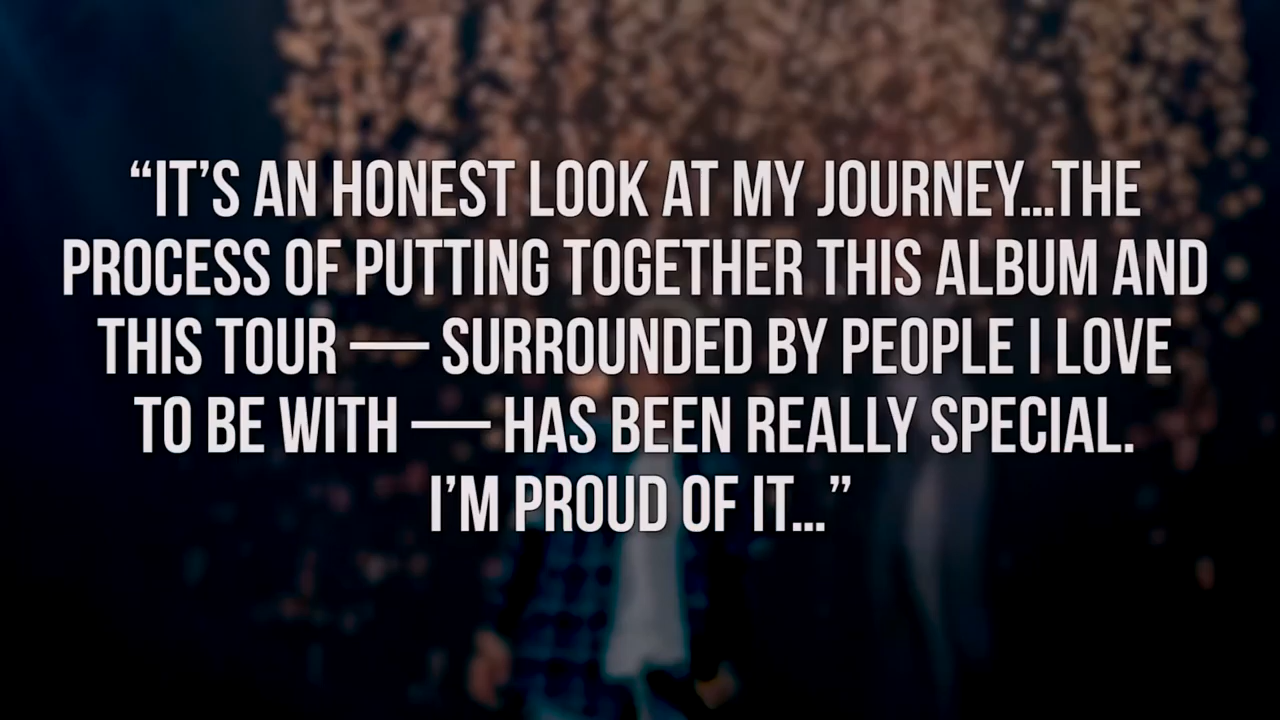 “IT’S AN HONEST LOOK AT MY JOURNEY...THE
PROCESS OF PUTTING TOGETHER THIS ALBUM AND
THIS TOUR — SURROUNDED BY PEOPLE I LOVE
TO BE WITH — HAS BEEN REALLY SPECIAL.
I’M PROUD OF IT...”